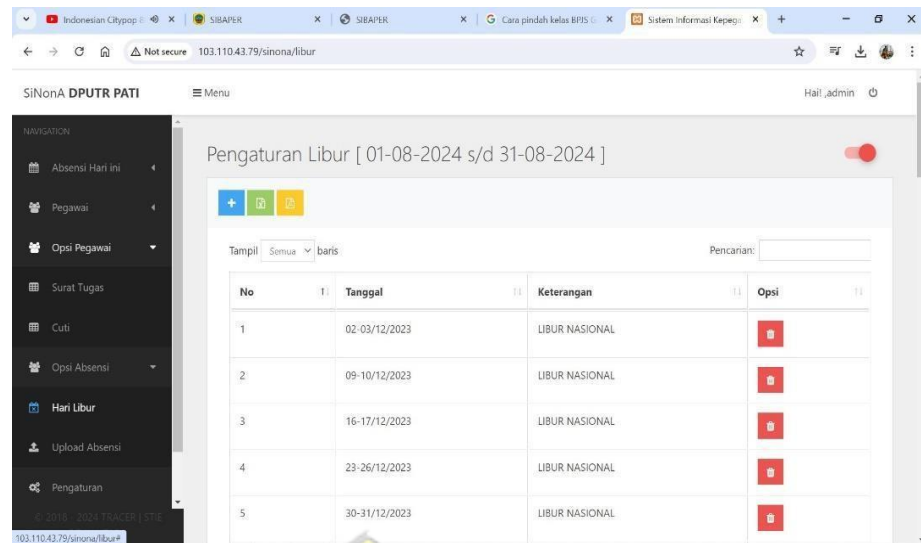 Indonesian Citypop
SIBAPER
SIBAPER
Cara pindah kelas BPJS
Sistem Informasi Kepega
Not secure 103.110.43.79/sinona/libur
SiNonA DPUTR PATI
Menu
Hai! ,admin
NAVIGATION
Absensi Hari ini
Pegawai
Opsi Pegawai
Surat Tugas
Cuti
Opsi Absensi
Hari Libur
Upload Absensi
Pengaturan
© 2018 - 2024 TRACER | STIE
103.110.43.79/sinona/libur#
Pengaturan Libur [ 01-08-2024 s/d 31-08-2024 ]
Tampil Semua baris
Pencarian:
No Tanggal Keterangan Opsi
1 02-03/12/2023 LIBUR NASIONAL
2 09-10/12/2023 LIBUR NASIONAL
3 16-17/12/2023 LIBUR NASIONAL
4 23-26/12/2023 LIBUR NASIONAL
5 30-31/12/2023 LIBUR NASIONAL